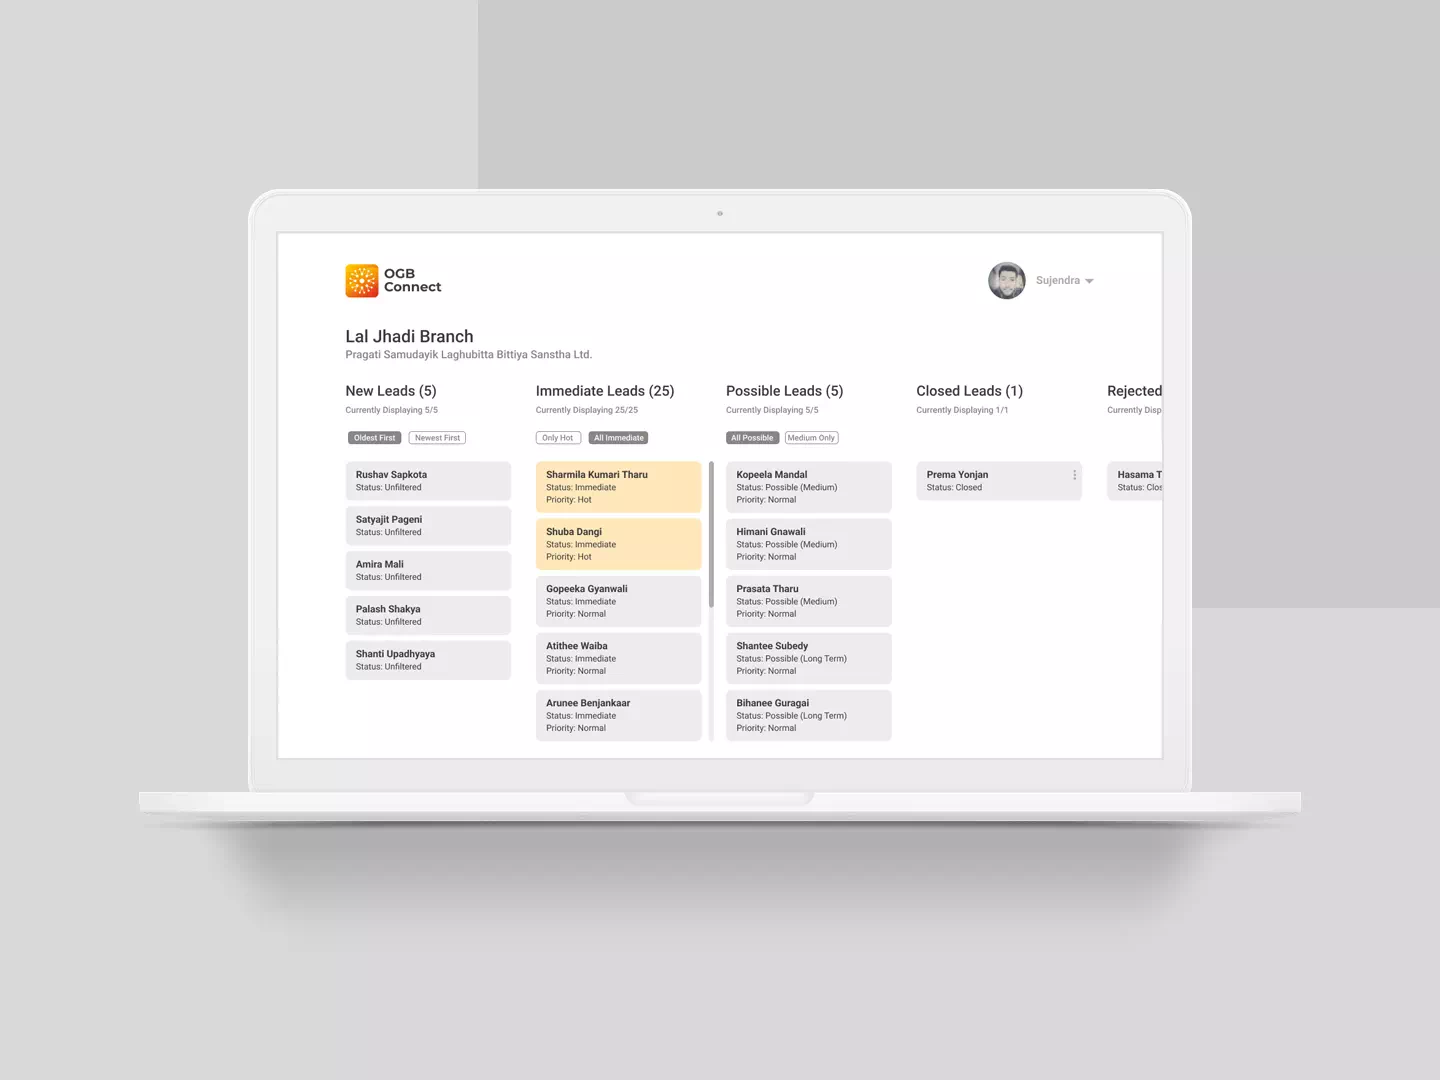 OGB
Connect
Sujendra
Lal Jhadi Branch
Pragati Samudayik Laghubitta Bittiya Sanstha Ltd.
New Leads (5)
Currently Displaying 5/5
Oldest First
Newest First
Rushav Sapkota
Status: Unfiltered
Satyajit Pageni
Status: Unfiltered
Amira Mali
Status: Unfiltered
Palash Shakya
Status: Unfiltered
Shanti Upadhyaya
Status: Unfiltered
Immediate Leads (25)
Currently Displaying 25/25
Only Hot
All Immediate
Sharmila Kumari Tharu
Status: Immediate
Priority: Hot
Shuba Dangi
Status: Immediate
Priority: Hot
Gopeeka Gyanwali
Status: Immediate
Priority: Normal
Atithee Waiba
Status: Immediate
Priority: Normal
Arunee Benjankaar
Status: Immediate
Priority: Normal
Possible Leads (5)
Currently Displaying 5/5
All Possible
Medium Only
Kopeela Mandal
Status: Possible (Medium)
Priority: Normal
Himani Gnawali
Status: Possible (Medium)
Priority: Normal
Prasata Tharu
Status: Possible (Medium)
Priority: Normal
Shantee Subedy
Status: Possible (Long Term)
Priority: Normal
Bihanee Guragai
Status: Possible (Long Term)
Priority: Normal
Closed Leads (1)
Currently Displaying 1/1
Prema Yonjan
Status: Closed
Rejected
Currently Disp
Hasama T
Status: Clos